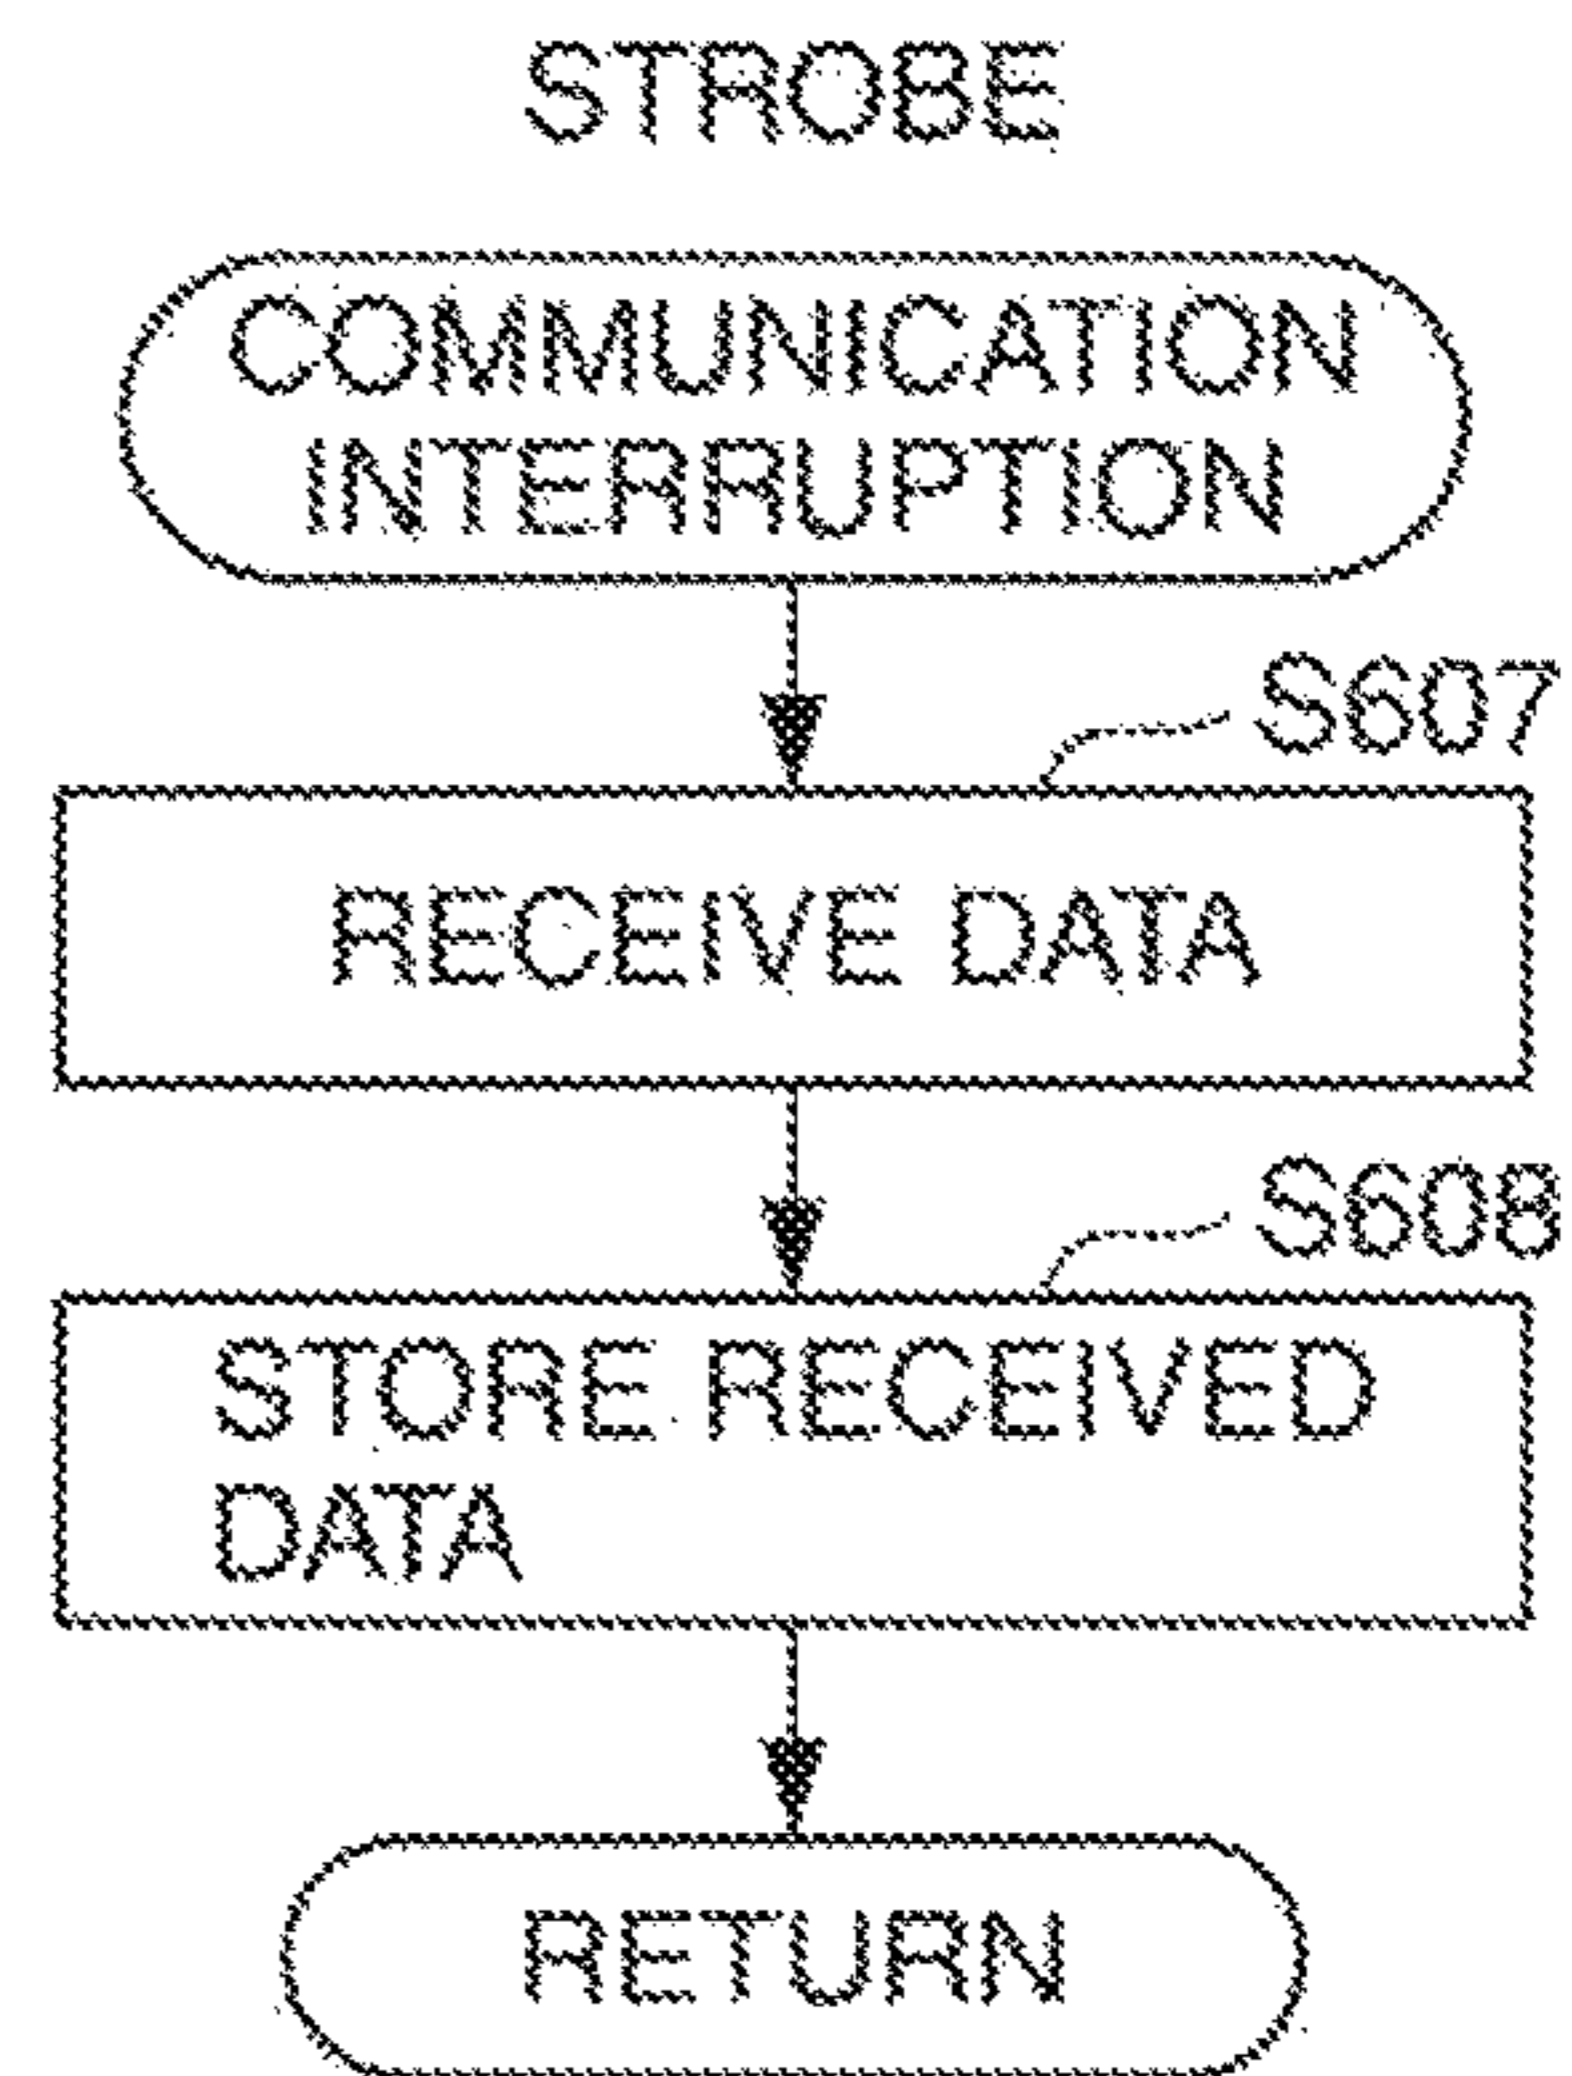 STROBE
COMMUNICATION
INTERRUPTION
S607
RECEIVE DATA
S608
STORE RECEIVED
DATA
RETURN